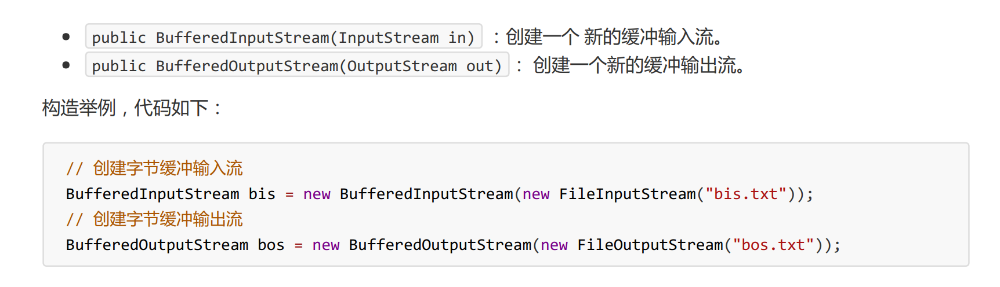 • public BufferedInputStream(InputStream in) ：创建一个 新的缓冲输入流。
• public BufferedOutputStream(OutputStream out) ： 创建一个新的缓冲输出流。
构造举例，代码如下：
// 创建字节缓冲输入流
BufferedInputStream bis = new BufferedInputStream(new FileInputStream("bis.txt"));
// 创建字节缓冲输出流
BufferedOutputStream bos = new BufferedOutputStream(new FileOutputStream("bos.txt"));